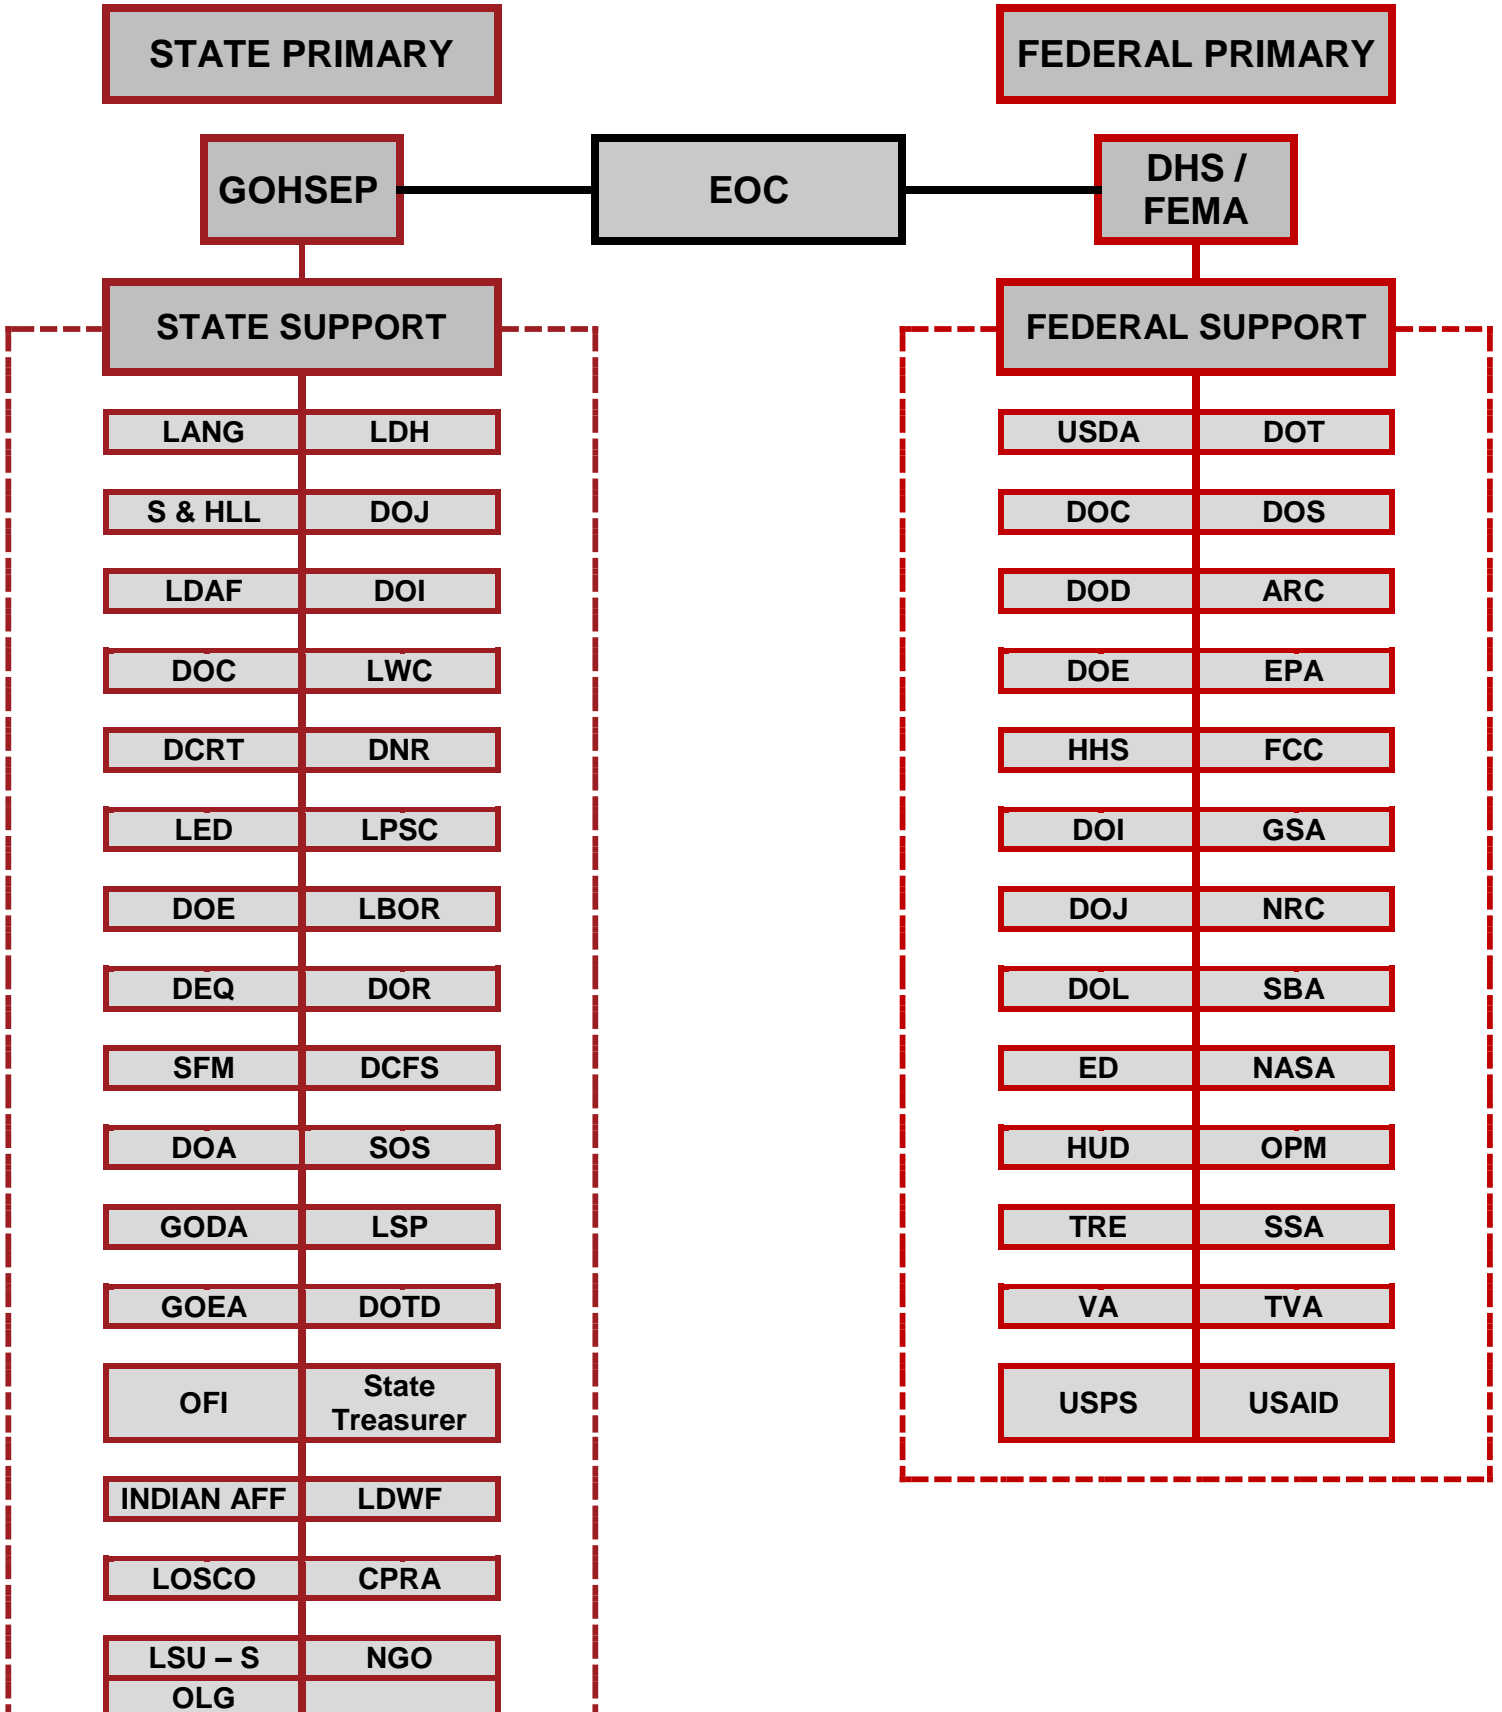 STATE PRIMARY
FEDERAL PRIMARY
GOHSEP
EOC
DHS /
FEMA
STATE SUPPORT
FEDERAL SUPPORT
LANG
LDH
S & HLL
DOJ
LDAF
DOI
DOC
LWC
DCRT
DNR
LED
LPSC
DOE
LBOR
DEQ
DOR
SFM
DCFS
DOA
SOS
GODA
LSP
GOEA
DOTD
OFI
State
Treasurer
INDIAN AFF
LDWF
LOSCO
CPRA
LSU – S
NGO
OLG
USDA
DOT
DOC
DOS
DOD
ARC
DOE
EPA
HHS
FCC
DOI
GSA
DOJ
NRC
DOL
SBA
ED
NASA
HUD
OPM
TRE
SSA
VA
TVA
USPS
USAID